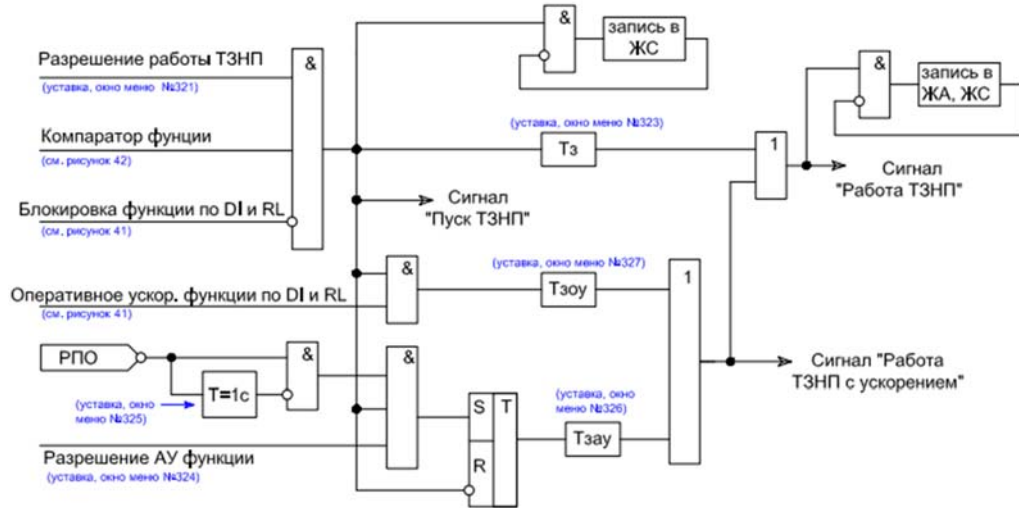 &
запись в
ЖС
Разрешение работы ТЗНП
&
(уставка, окно меню №321)
&
запись в
ЖА, ЖС
(уставка, окно меню №323)
Компаратор фунции
Тз
1
(см. рисунок 42)
Сигнал
"Работа ТЗНП"
Блокировка функции по DI и RL
(см. рисунок 41)
Сигнал
"Пуск ТЗНП"
(уставка, окно меню №327)
&
Тзоу
1
Оперативное ускор. функции по DI и RL
(см. рисунок 41)
РПО
&
&
Сигнал "Работа
ТЗНП с ускорением"
Т=1с
(уставка, окно
меню №325)
S
T
(уставка, окно
меню №326)
Тзау
R
Разрешение АУ функции
(уставка, окно меню №324)